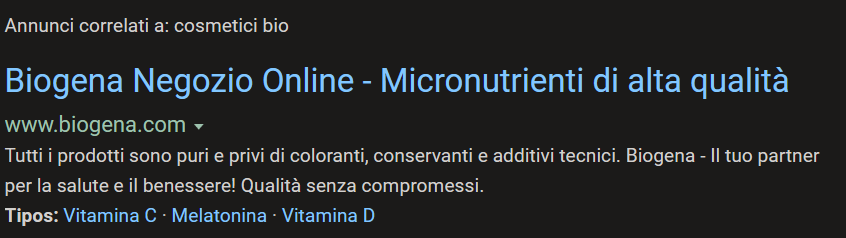 Annunci correlati a: cosmetici bio
Biogena Negozio Online - Micronutrienti di alta qualità
www.biogena.com
Tutti i prodotti sono puri e privi di coloranti, conservanti e additivi tecnici. Biogena - Il tuo partner
per la salute e il benessere! Qualità senza compromessi.
Tipos: Vitamina C · Melatonina · Vitamina D